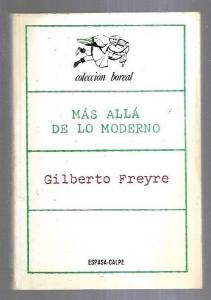 colección boreal
MÁS ALLÁ
DE LO MODERNO
Gilberto Freyre
ESPASA-CALPE